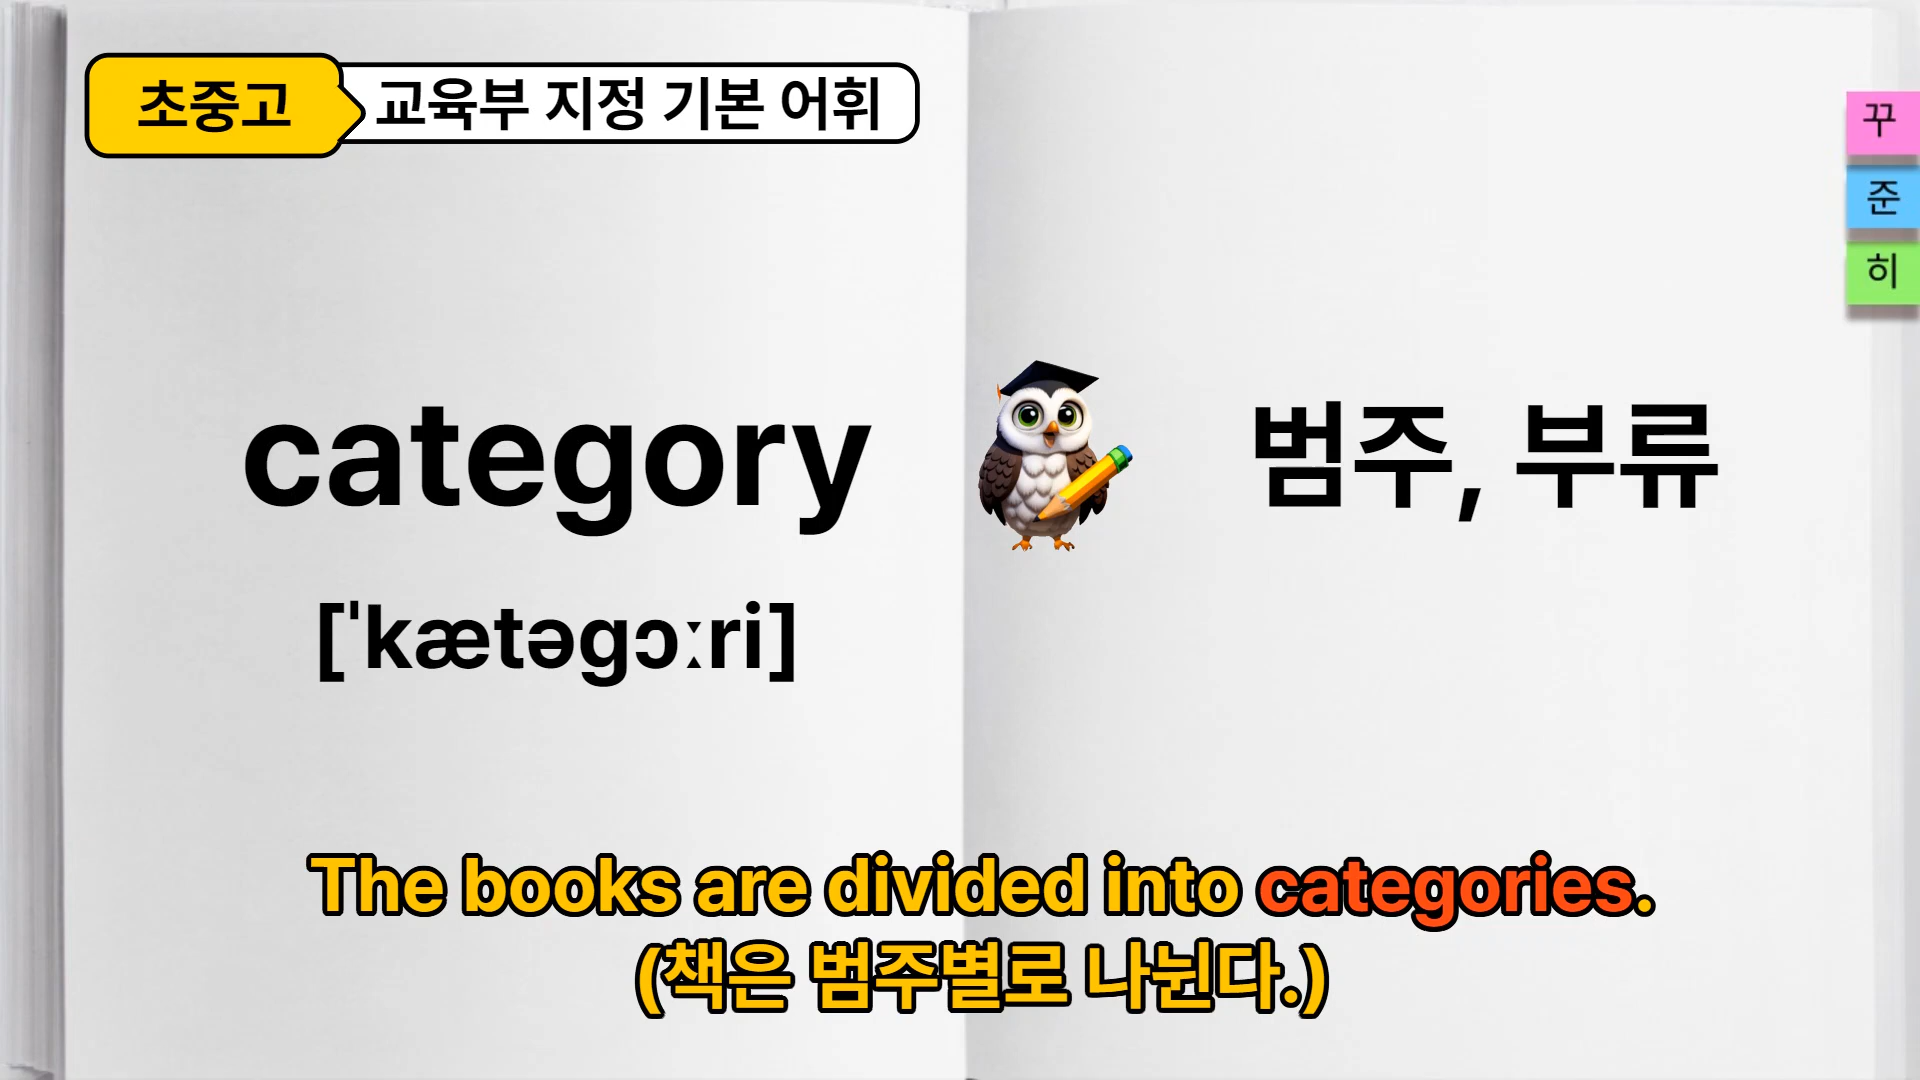 초중고 교육부 지정 기본 어휘
꾸
준
히
category
범주, 부류
[ˈkætəgɔːri]
The books are divided into categories.
(책은 범주별로 나뉜다.)